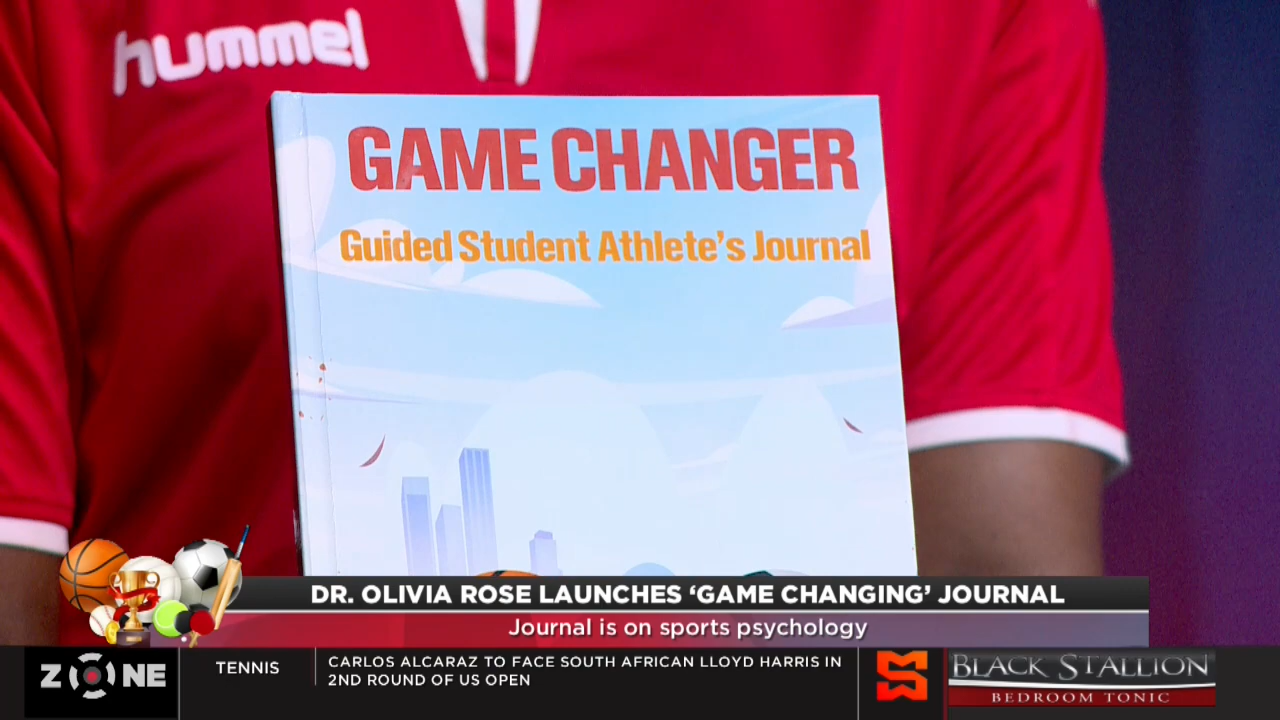 hummel
GAME CHANGER
Guided Student Athlete's Journal
DR. OLIVIA ROSE LAUNCHES ‘GAME CHANGING’ JOURNAL
Journal is on sports psychology
ZONE
TENNIS
CARLOS ALCARAZ TO FACE SOUTH AFRICAN LLOYD HARRIS IN
2ND ROUND OF US OPEN
BLACK STALLION
BEDROOM TONIC